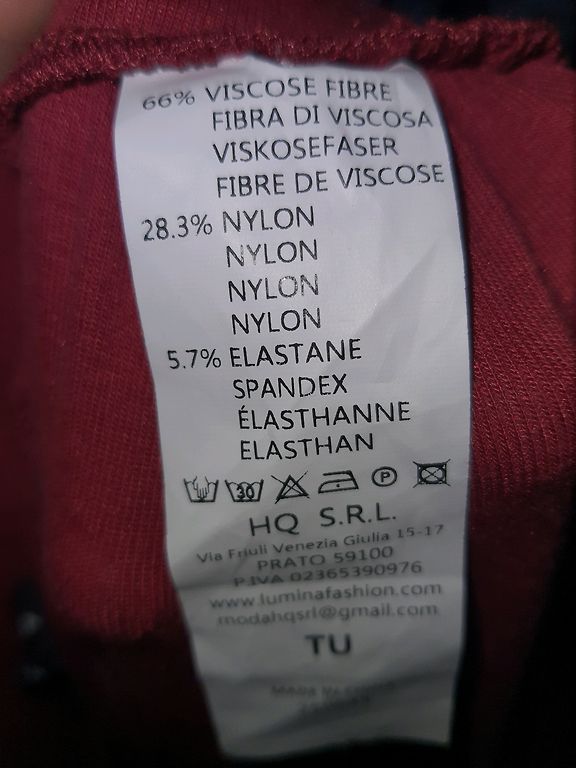 66% VISCOSE FIBRE
FIBRA DI VISCOSA
VISKOSEFASER
FIBRE DE VISCOSE
28.3% NYLON
NYLON
NYLON
NYLON
5.7% ELASTANE
SPANDEX
ÉLASTHANNE
ELASTHAN
30 P
HQ S.R.L.
Via Friuli Venezia Giulia 15-17
PRATO 59100
P.IVA 02365390976
www.luminafashion.com
modahqsrl@gmail.com
TU
MADE IN